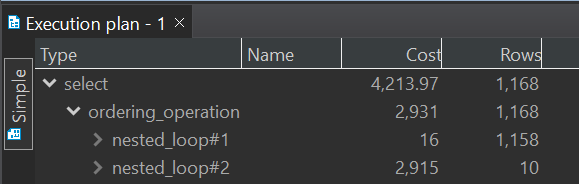 Execution plan - 1 ×
Simple
Type Name Cost Rows
select 4,213.97 1,168
ordering_operation 2,931 1,168
nested_loop#1 16 1,158
nested_loop#2 2,915 10